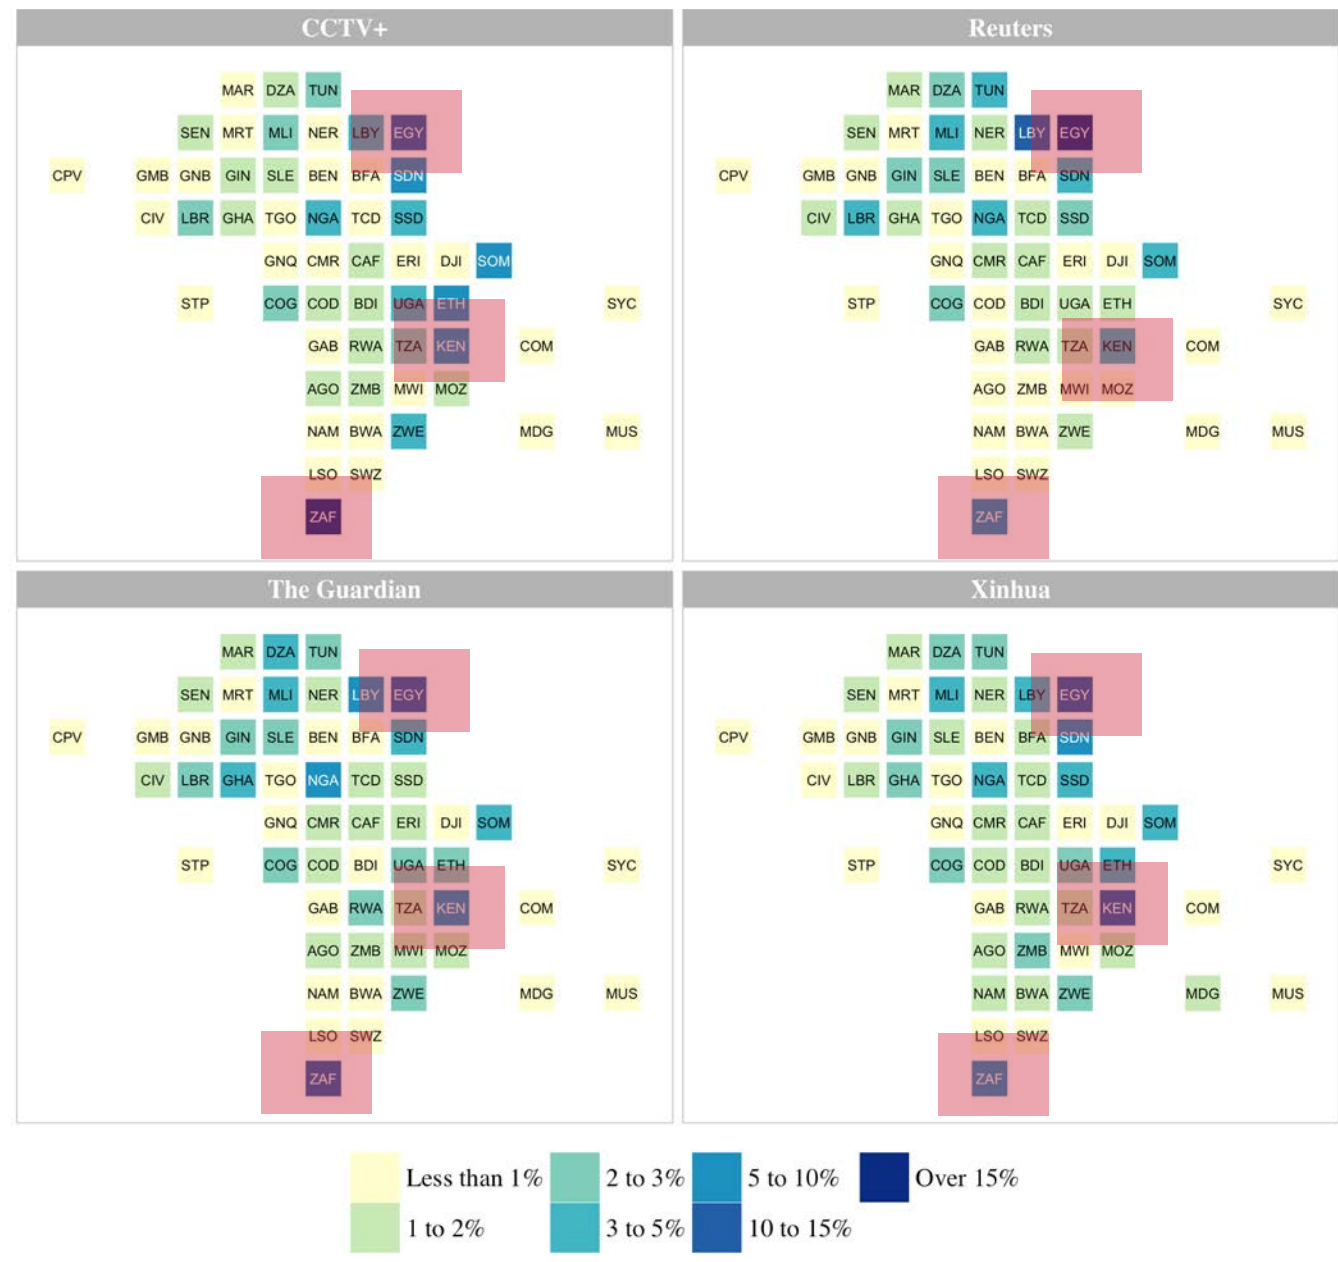 CCTV+
MAR DZA TUN
SEN MRT MLI NER LBY EGY
CPV GMB GNB GIN SLE BEN BFA SDN
CIV LBR GHA TGO NGA TCD SSD
GNQ CMR CAF ERI DJI SOM
STP COG COD BDI UGA ETH SYC
GAB RWA TZA KEN COM
AGO ZMB MWI MOZ
NAM BWA ZWE MDG MUS
LSO SWZ
ZAF
Reuters
MAR DZA TUN
SEN MRT MLI NER LBY EGY
CPV GMB GNB GIN SLE BEN BFA SDN
CIV LBR GHA TGO NGA TCD SSD
GNQ CMR CAF ERI DJI SOM
STP COG COD BDI UGA ETH SYC
GAB RWA TZA KEN COM
AGO ZMB MWI MOZ
NAM BWA ZWE MDG MUS
LSO SWZ
ZAF
The Guardian
MAR DZA TUN
SEN MRT MLI NER LBY EGY
CPV GMB GNB GIN SLE BEN BFA SDN
CIV LBR GHA TGO NGA TCD SSD
GNQ CMR CAF ERI DJI SOM
STP COG COD BDI UGA ETH SYC
GAB RWA TZA KEN COM
AGO ZMB MWI MOZ
NAM BWA ZWE MDG MUS
LSO SWZ
ZAF
Xinhua
MAR DZA TUN
SEN MRT MLI NER LBY EGY
CPV GMB GNB GIN SLE BEN BFA SDN
CIV LBR GHA TGO NGA TCD SSD
GNQ CMR CAF ERI DJI SOM
STP COG COD BDI UGA ETH SYC
GAB RWA TZA KEN COM
AGO ZMB MWI MOZ
NAM BWA ZWE MDG MUS
LSO SWZ
ZAF
Less than 1% 2 to 3% 5 to 10% Over 15%
1 to 2% 3 to 5% 10 to 15%